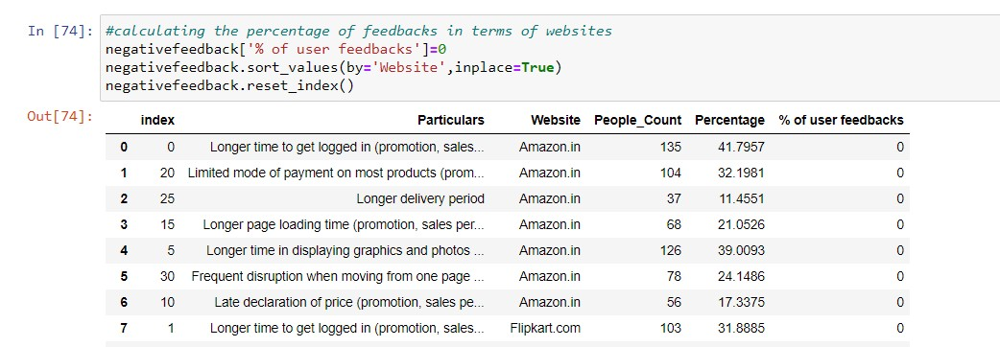 In [74]: #calculating the percentage of feedbacks in terms of websites
negativefeedback['% of user feedbacks']=0
negativefeedback.sort_values(by='Website',inplace=True)
negativefeedback.reset_index()
Out[74]:
index Particulars Website People_Count Percentage % of user feedbacks
0 0 Longer time to get logged in (promotion, sales... Amazon.in 135 41.7957 0
1 20 Limited mode of payment on most products (prom... Amazon.in 104 32.1981 0
2 25 Longer delivery period Amazon.in 37 11.4551 0
3 15 Longer page loading time (promotion, sales per... Amazon.in 68 21.0526 0
4 5 Longer time in displaying graphics and photos ... Amazon.in 126 39.0093 0
5 30 Frequent disruption when moving from one page ... Amazon.in 78 24.1486 0
6 10 Late declaration of price (promotion, sales pe... Amazon.in 56 17.3375 0
7 1 Longer time to get logged in (promotion, sales... Flipkart.com 103 31.8885 0